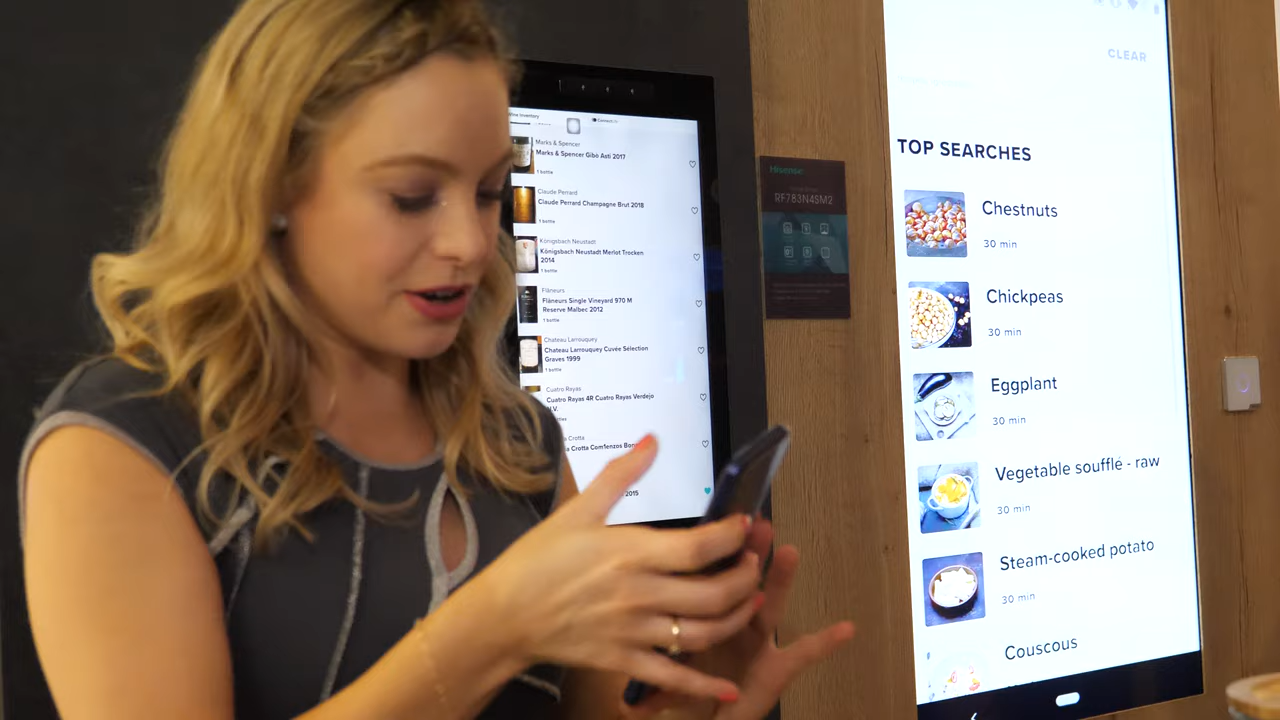 Marks & Spencer
Marks & Spencer Gibo Asti 2017
1 bottle
Claude Perrard
Claude Perrard Champagne Brut 2018
1 bottle
Königsbach Neustadt
Königsbach Neustadt Merlot Trocken
2014
1 bottle
Flâneurs
Flâneurs Single Vineyard 970 M
Reserve Malbec 2012
1 bottle
Chateau Larrouquey
Chateau Larrouquey Cuvée Sélection
Graves 1999
1 bottle
Cuatro Rayas
Cuatro Rayas 4R Cuatro Rayas Verdejo
Crotta
Crotta
2015
Hisense
RF783N4SM2
CLEAR
TOP SEARCHES
Chestnuts
30 min
Chickpeas
30 min
Eggplant
30 min
Vegetable soufflé - raw
30 min
Steam-cooked potato
30 min
Couscous